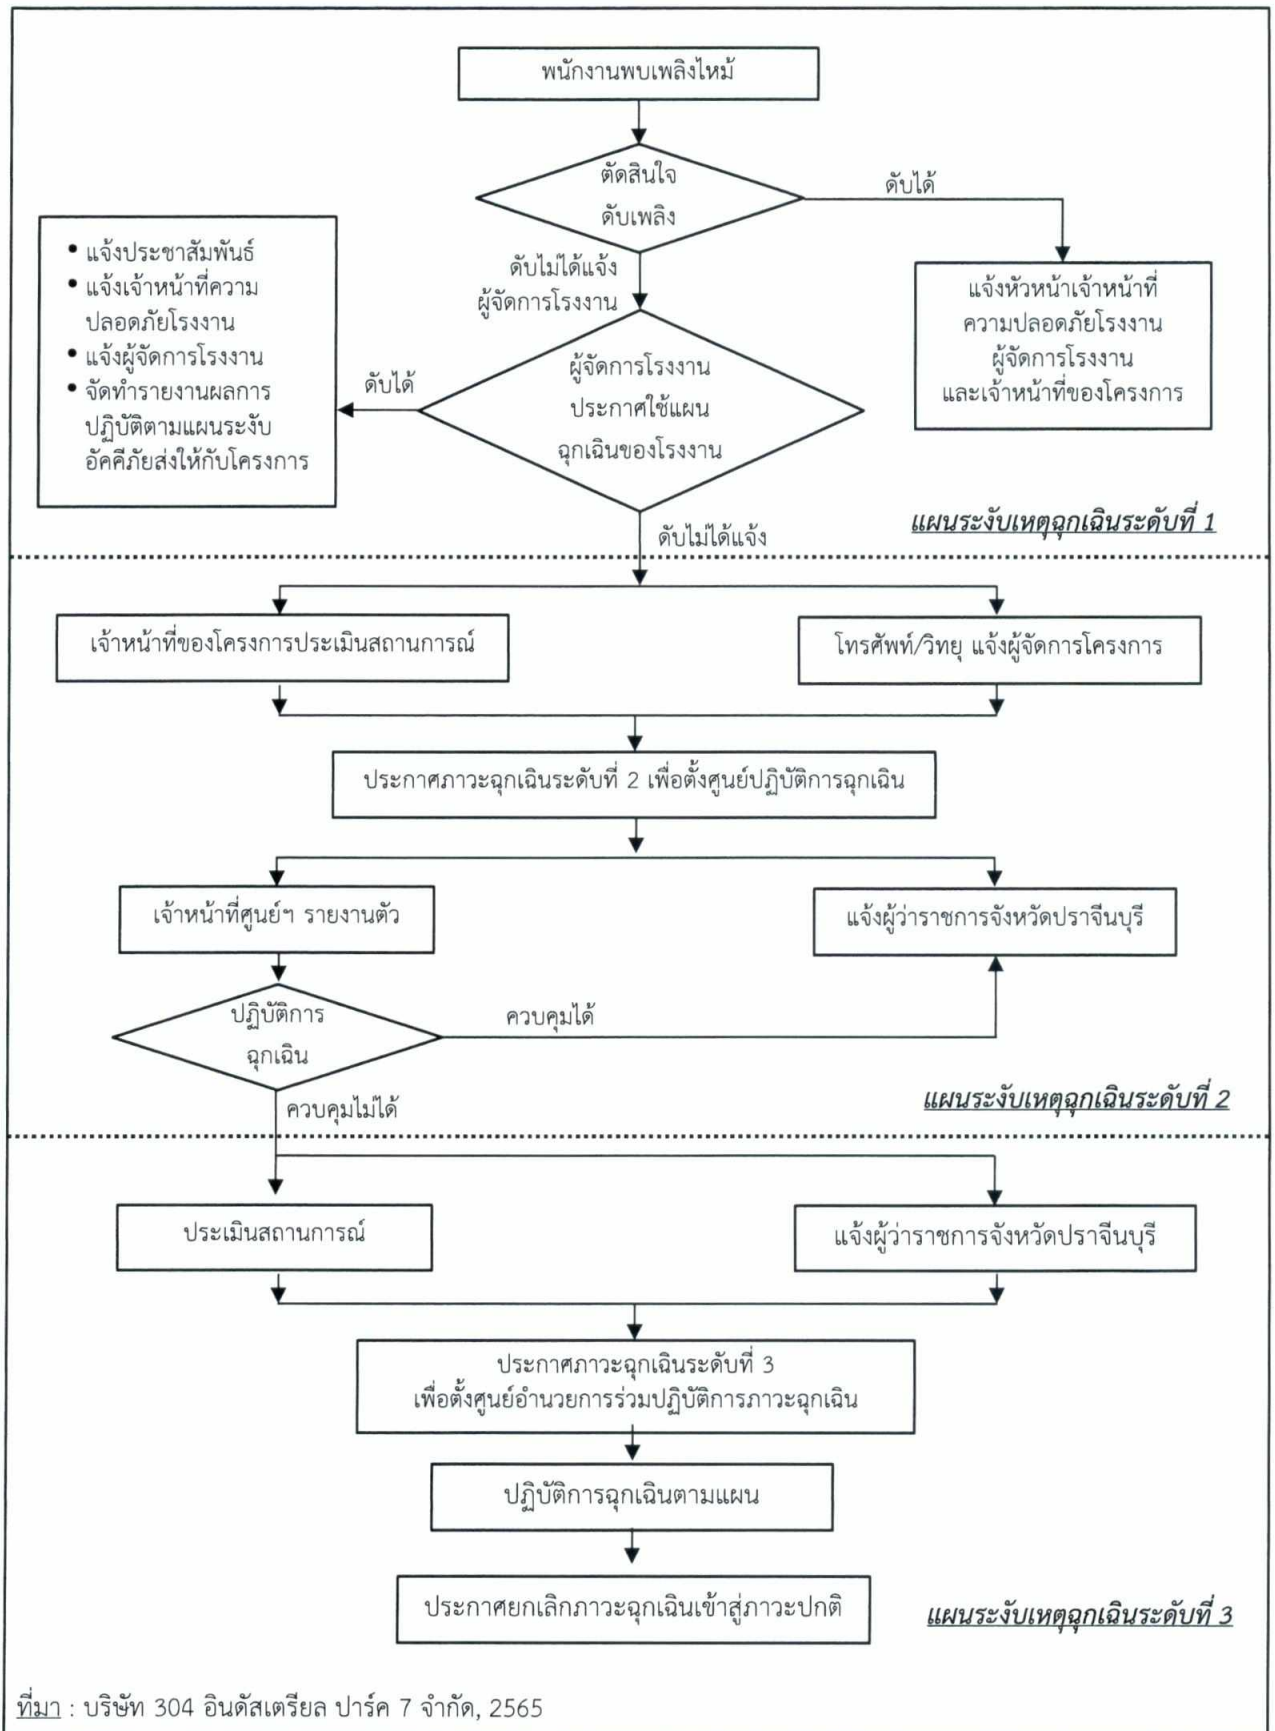 พนักงานพบเพลิงไหม้
ตัดสินใจ
ดับเพลิง
ดับได้
แจ้งหัวหน้าเจ้าหน้าที่
ความปลอดภัยโรงงาน
ผู้จัดการโรงงาน
และเจ้าหน้าที่ของโครงการ
ดับไม่ได้แจ้ง
ผู้จัดการโรงงาน
ผู้จัดการโรงงาน
ประกาศใช้แผน
ฉุกเฉินของโรงงาน
ดับได้
• แจ้งประชาสัมพันธ์
• แจ้งเจ้าหน้าที่ความ
ปลอดภัยโรงงาน
• แจ้งผู้จัดการโรงงาน
• จัดทำรายงานผลการ
ปฏิบัติตามแผนระงับ
อัคคีภัยส่งให้กับโครงการ
แผนระงับเหตุฉุกเฉินระดับที่ 1
ดับไม่ได้แจ้ง
เจ้าหน้าที่ของโครงการประเมินสถานการณ์
โทรศัพท์/วิทยุ แจ้งผู้จัดการโครงการ
ประกาศภาวะฉุกเฉินระดับที่ 2 เพื่อตั้งศูนย์ปฏิบัติการฉุกเฉิน
เจ้าหน้าที่ศูนย์ฯ รายงานตัว
แจ้งผู้ว่าราชการจังหวัดปราจีนบุรี
ปฏิบัติการ
ฉุกเฉิน
ควบคุมได้
ควบคุมไม่ได้
แผนระงับเหตุฉุกเฉินระดับที่ 2
ประเมินสถานการณ์
แจ้งผู้ว่าราชการจังหวัดปราจีนบุรี
ประกาศภาวะฉุกเฉินระดับที่ 3
เพื่อตั้งศูนย์อำนวยการร่วมปฏิบัติการภาวะฉุกเฉิน
ปฏิบัติการฉุกเฉินตามแผน
ประกาศยกเลิกภาวะฉุกเฉินเข้าสู่ภาวะปกติ
แผนระงับเหตุฉุกเฉินระดับที่ 3
ที่มา : บริษัท 304 อินดัสเตรียล ปาร์ค 7 จำกัด, 2565